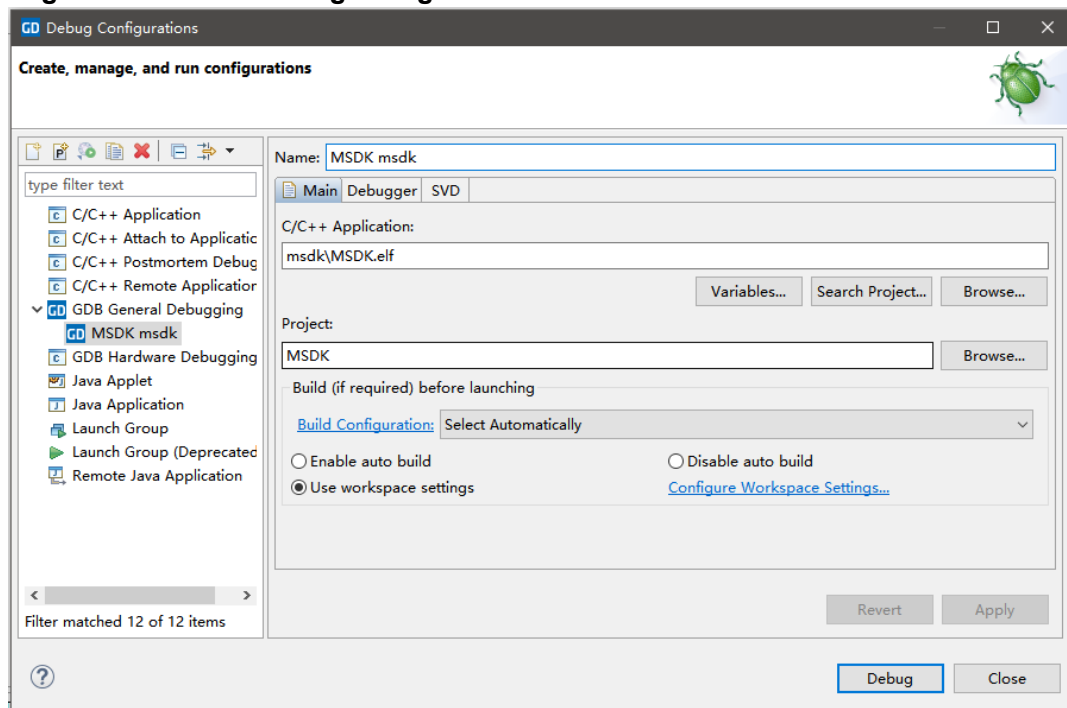 GD Debug Configurations
Create, manage, and run configurations
type filter text
C/C++ Application
C/C++ Attach to Applicatic
C/C++ Postmortem Debug
C/C++ Remote Application
GD GDB General Debugging
GD MSDK msdk
GDB Hardware Debugging
Java Applet
Java Application
Launch Group
Launch Group (Deprecated
Remote Java Application
Filter matched 12 of 12 items
Name: MSDK msdk
Main Debugger SVD
C/C++ Application:
msdk\MSDK.elf
Variables... Search Project... Browse...
Project:
MSDK Browse...
Build (if required) before launching
Build Configuration: Select Automatically
Enable auto build Disable auto build
Use workspace settings Configure Workspace Settings...
Revert Apply
Debug Close